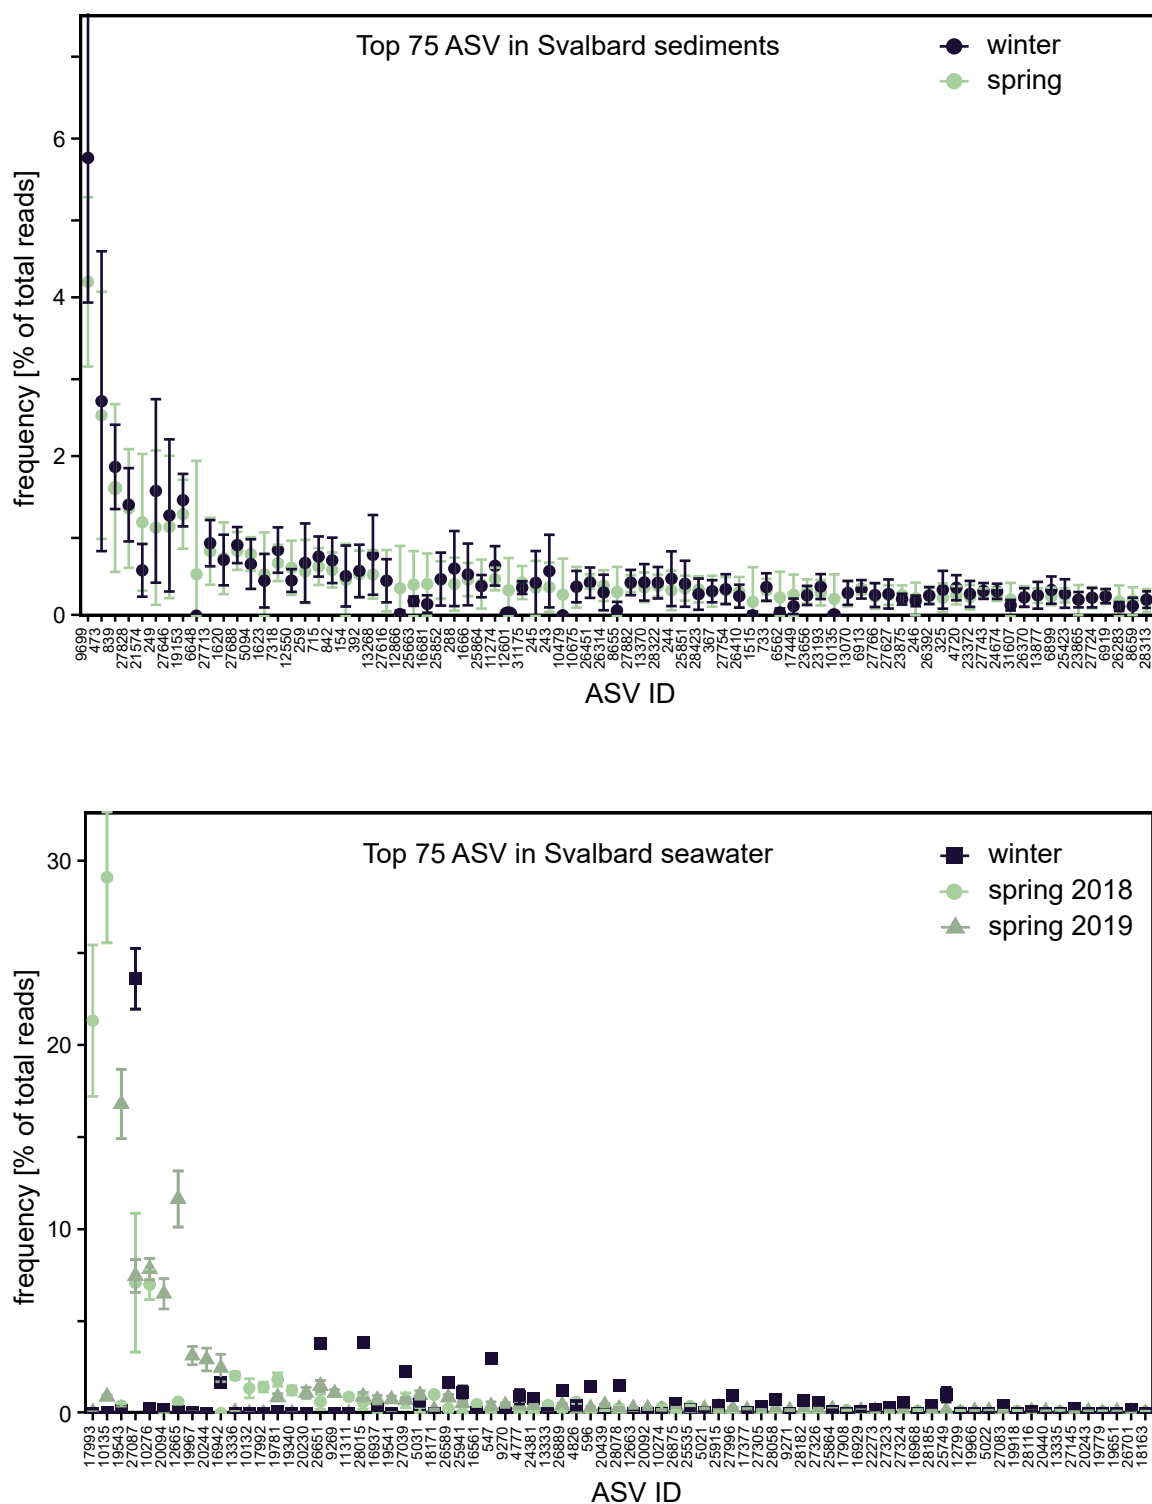 Top 75 ASV in Svalbard sediments
winter
spring
frequency [% of total reads]
6
4
2
0
9699 473 839 27828 21574 249 27646 19153 6648 27713 1620 27688 5094 1623 7318 12550 259 715 842 154 392 13268 27616 12866 25663 16681 25852 288 1666 25864 11274 12601 31175 245 243 10479 10675 26451 26314 8655 27882 13370 28322 244 25851 28423 367 27754 26410 1515 733 6562 17449 23656 23193 10135 13070 6913 27766 27627 23875 246 26392 325 4720 23372 27743 24674 31607 26370 13877 6899 25423 23865 27724 6919 26283 8659 28313
ASV ID
Top 75 ASV in Svalbard seawater
winter
spring 2018
spring 2019
frequency [% of total reads]
30
20
10
0
17993 10135 19543 27087 10276 20094 12665 19967 20244 16942 13336 10132 17992 19781 19340 20230 26651 9269 11311 28015 16937 19541 27039 5031 18171 26589 25941 16561 547 9270 4777 24381 13333 26889 4826 596 20439 28078 12663 20092 10274 26875 25535 5021 25915 27996 17377 27305 28058 9271 28182 27326 25864 17908 16929 22273 27323 27324 16968 28185 25749 12799 19966 5022 27083 19918 28116 20440 13335 27145 20243 19779 19651 26701 18163
ASV ID